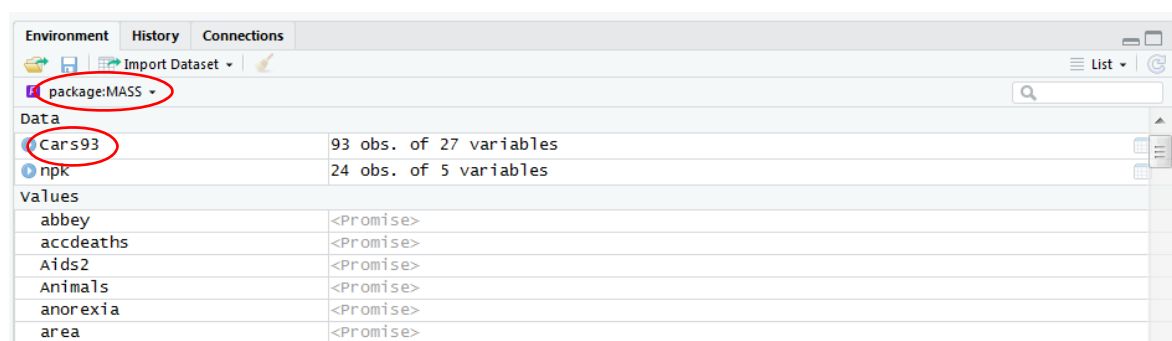 Environment History Connections
Import Dataset List
package:MASS
Data
Cars93 93 obs. of 27 variables
npk 24 obs. of 5 variables
Values
abbey <Promise>
accdeaths <Promise>
Aids2 <Promise>
Animals <Promise>
anorexia <Promise>
area <Promise>